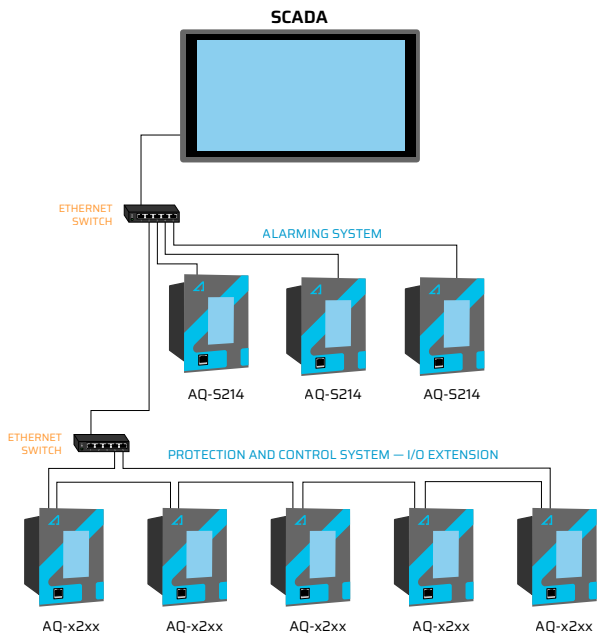 SCADA
ETHERNET
SWITCH
ALARMING SYSTEM
AQ-S214
AQ-S214
AQ-S214
ETHERNET
SWITCH
PROTECTION AND CONTROL SYSTEM — I/O EXTENSION
AQ-x2xx
AQ-x2xx
AQ-x2xx
AQ-x2xx
AQ-x2xx